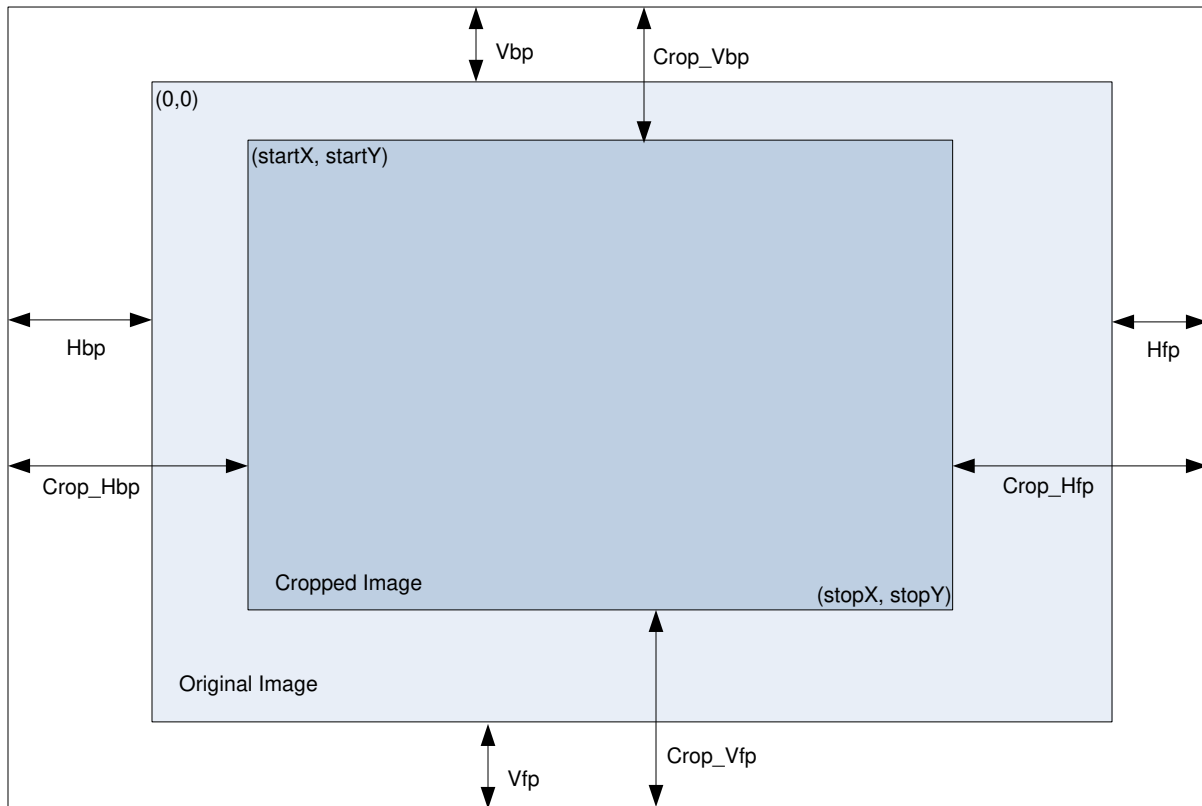 Vbp
Crop_Vbp
(0,0)
(startX, startY)
Hbp
Hfp
Crop_Hbp
Crop_Hfp
Cropped Image
(stopX, stopY)
Original Image
Crop_Vfp
Vfp